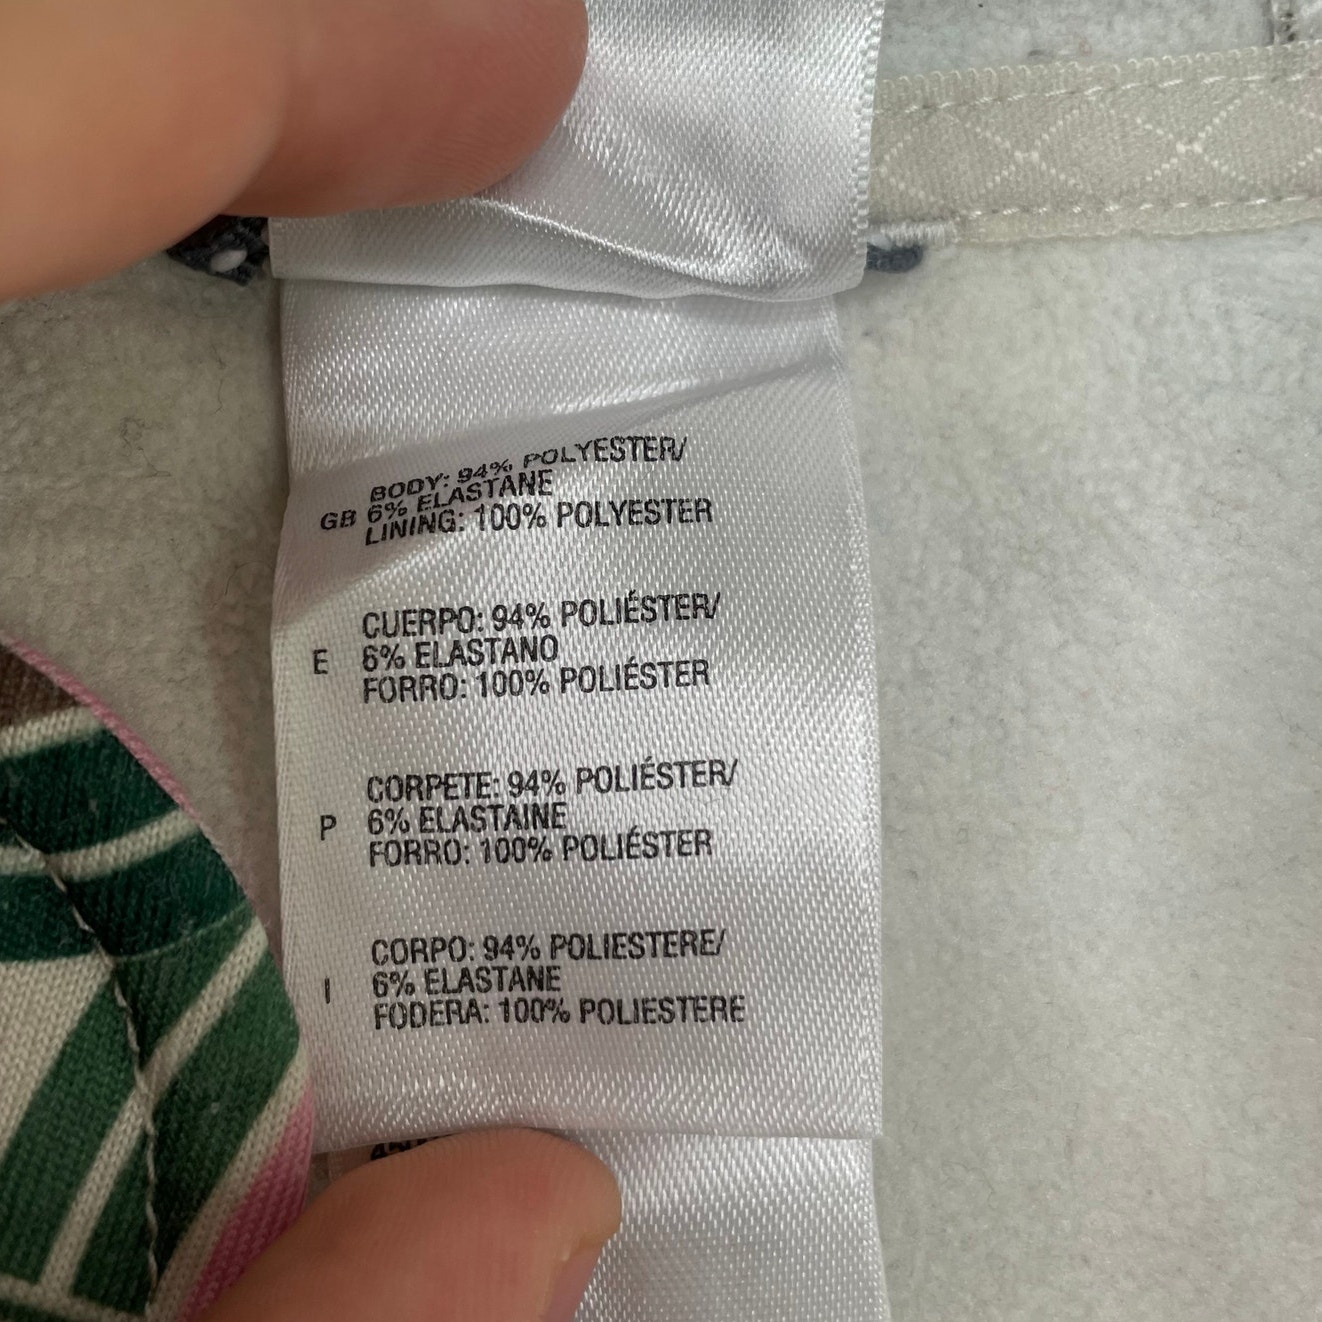 BODY: 94% POLYESTER/
GB 6% ELASTANE
LINING: 100% POLYESTER
CUERPO: 94% POLIÉSTER/
E 6% ELASTANO
FORRO: 100% POLIÉSTER
CORPETE: 94% POLIÉSTER/
P 6% ELASTAINE
FORRO: 100% POLIÉSTER
CORPO: 94% POLIESTERE/
I 6% ELASTANE
FODERA: 100% POLIESTERE